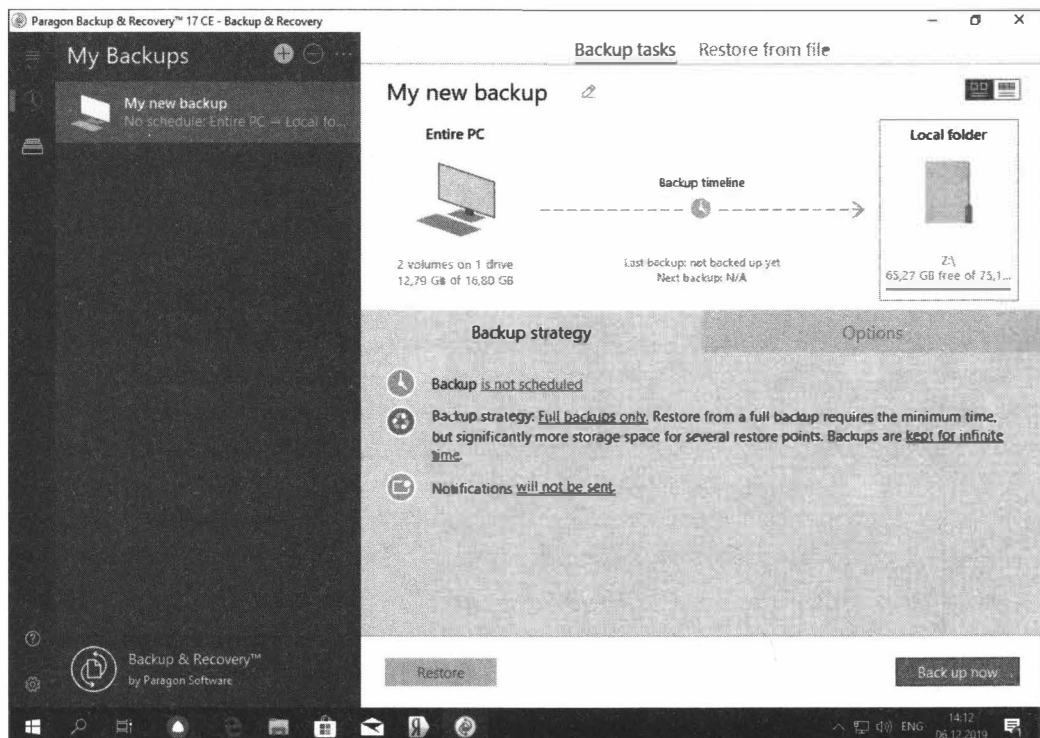 Paragon Backup & Recovery™ 17 CE - Backup & Recovery
My Backups
Backup tasks Restore from file
My new backup
No schedule: Entire PC → Local fo...
My new backup
Entire PC
Local folder
Backup timeline
2 volumes on 1 drive
12,79 GB of 16,80 GB
Last backup: not backed up yet
Next backup: N/A
Z:\
65,27 GB free of 75,1...
Backup strategy
Options
Backup is not scheduled
Backup strategy: Full backups only. Restore from a full backup requires the minimum time,
but significantly more storage space for several restore points. Backups are kept for infinite
time.
Notifications will not be sent.
Backup & Recovery™
by Paragon Software
Restore
Back up now
ENG
14:12
06.12.2019